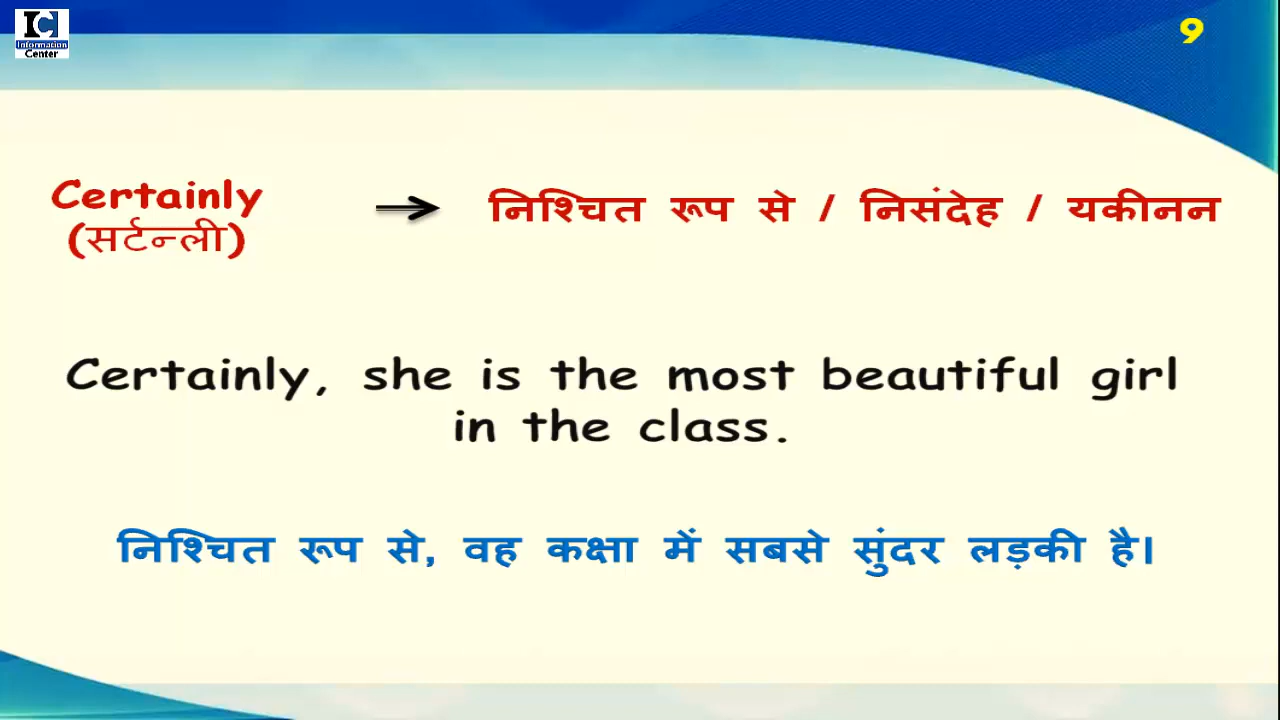 IC
Information
Center
9
Certainly
(सर्टन्ली)
निश्चित रूप से / निसंदेह / यकीनन
Certainly, she is the most beautiful girl
in the class.
निश्चित रूप से, वह कक्षा में सबसे सुंदर लड़की है।